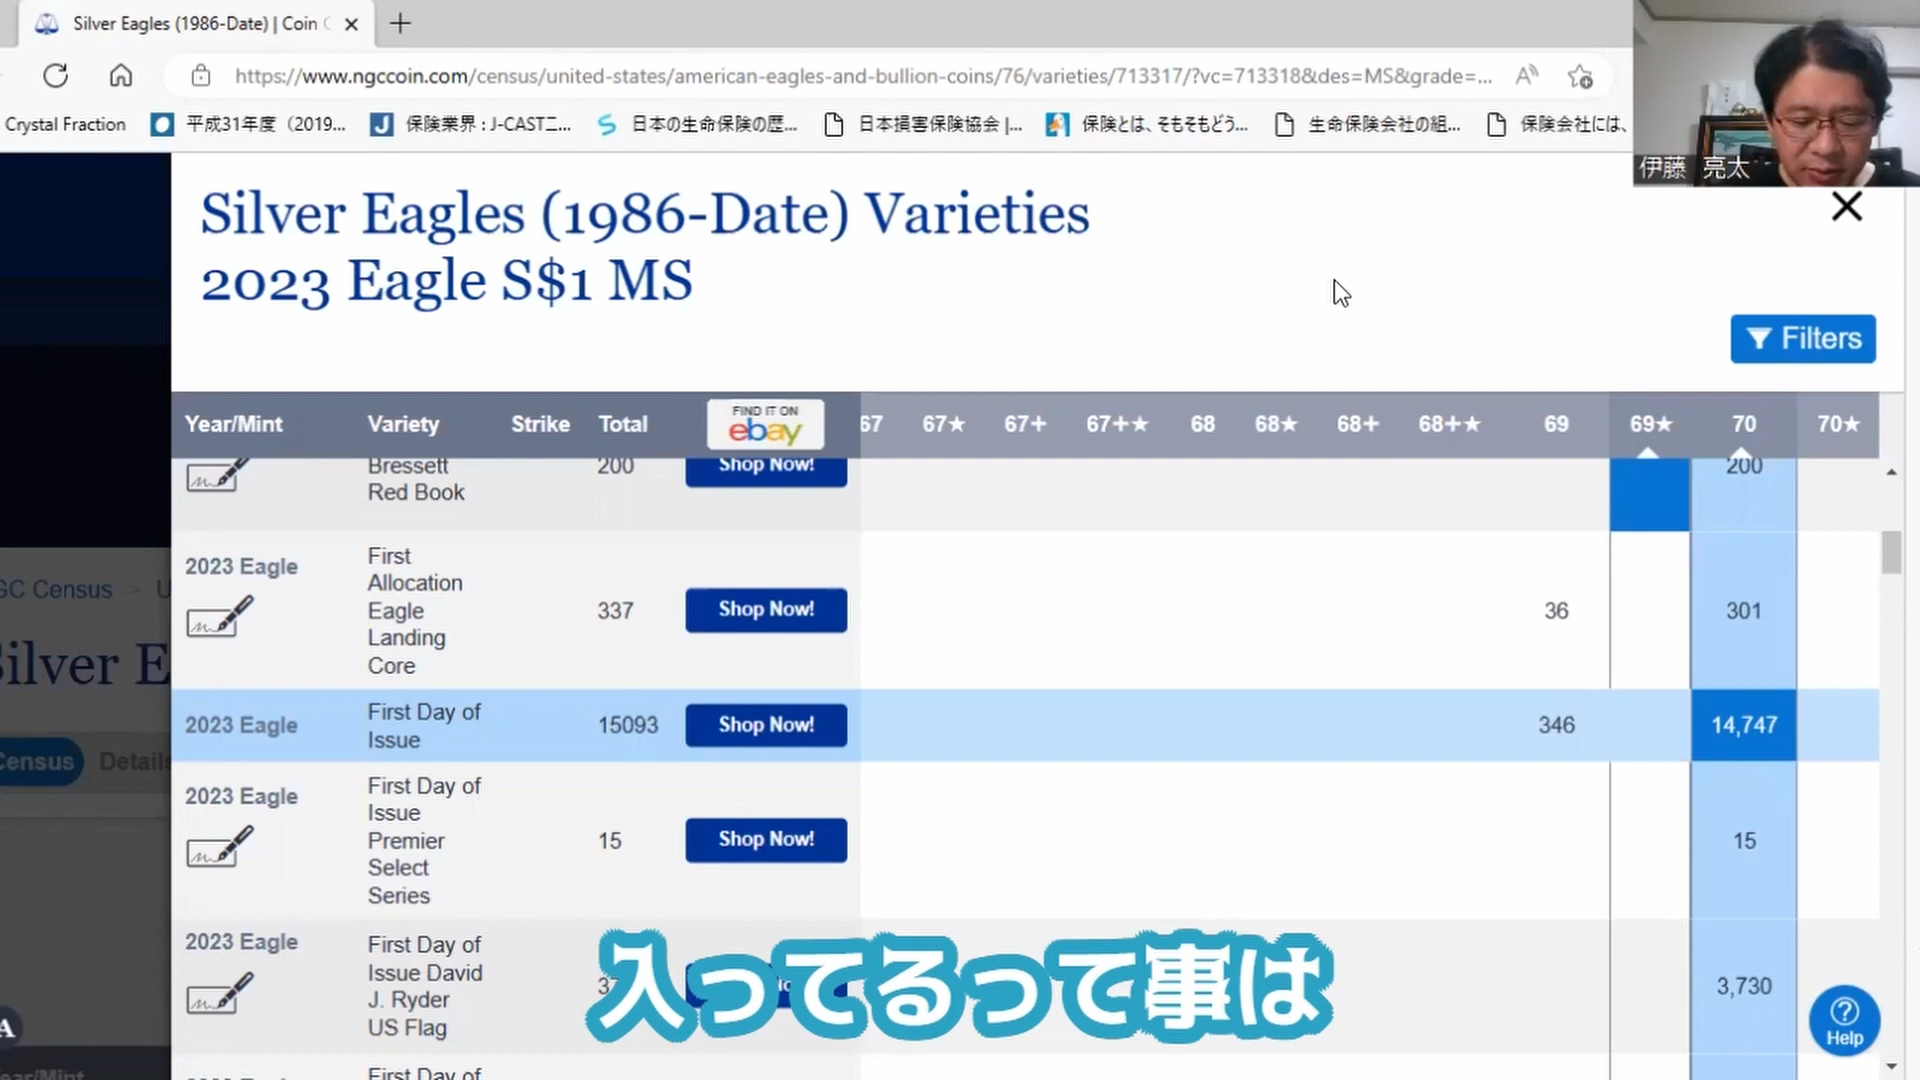 Silver Eagles (1986-Date) | Coin
https://www.ngccoin.com/census/united-states/american-eagles-and-bullion-coins/76/varieties/713317/?vc=713318&des=MS&grade=...
Crystal Fraction
平成31年度（2019...
保険業界 : J-CASTニ...
日本の生命保険の歴...
日本損害保険協会 |...
保険とは、そもそもどう...
生命保険会社の組...
保険会社には、
伊藤 亮太
Silver Eagles (1986-Date) Varieties
2023 Eagle S$1 MS
Filters
Year/Mint Variety Strike Total FIND IT ON ebay 67 67★ 67+ 67+★ 68 68★ 68+ 68+★ 69 69★ 70 70★
Bressett
Red Book
200 Shop Now! 200
2023 Eagle
First
Allocation
Eagle
Landing
Core
337 Shop Now! 36 301
2023 Eagle
First Day of
Issue
15093 Shop Now! 346 14,747
2023 Eagle
First Day of
Issue
Premier
Select
Series
15 Shop Now! 15
2023 Eagle
First Day of
Issue David
J. Ryder
US Flag
3,730
First Day of
GC Census >
Silver E
Census Details
入ってるって事は
Help